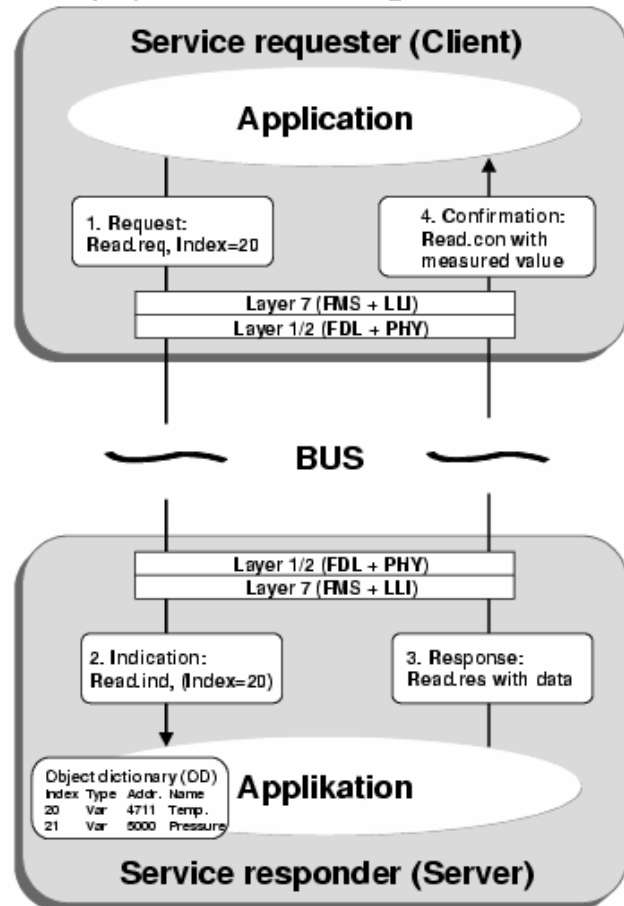 Service requester (Client)
Application
1. Request:
Read.req, Index=20
4. Confirmation:
Read.con with
measured value
Layer 7 (FMS + LLI)
Layer 1/2 (FDL + PHY)
BUS
Layer 1/2 (FDL + PHY)
Layer 7 (FMS + LLI)
2. Indication:
Read.ind, (Index=20)
3. Response:
Read.res with data
Object dictionary (OD)
Index Type Addr. Name
20 Var 4711 Temp.
21 Var 5000 Pressure
Applikation
Service responder (Server)